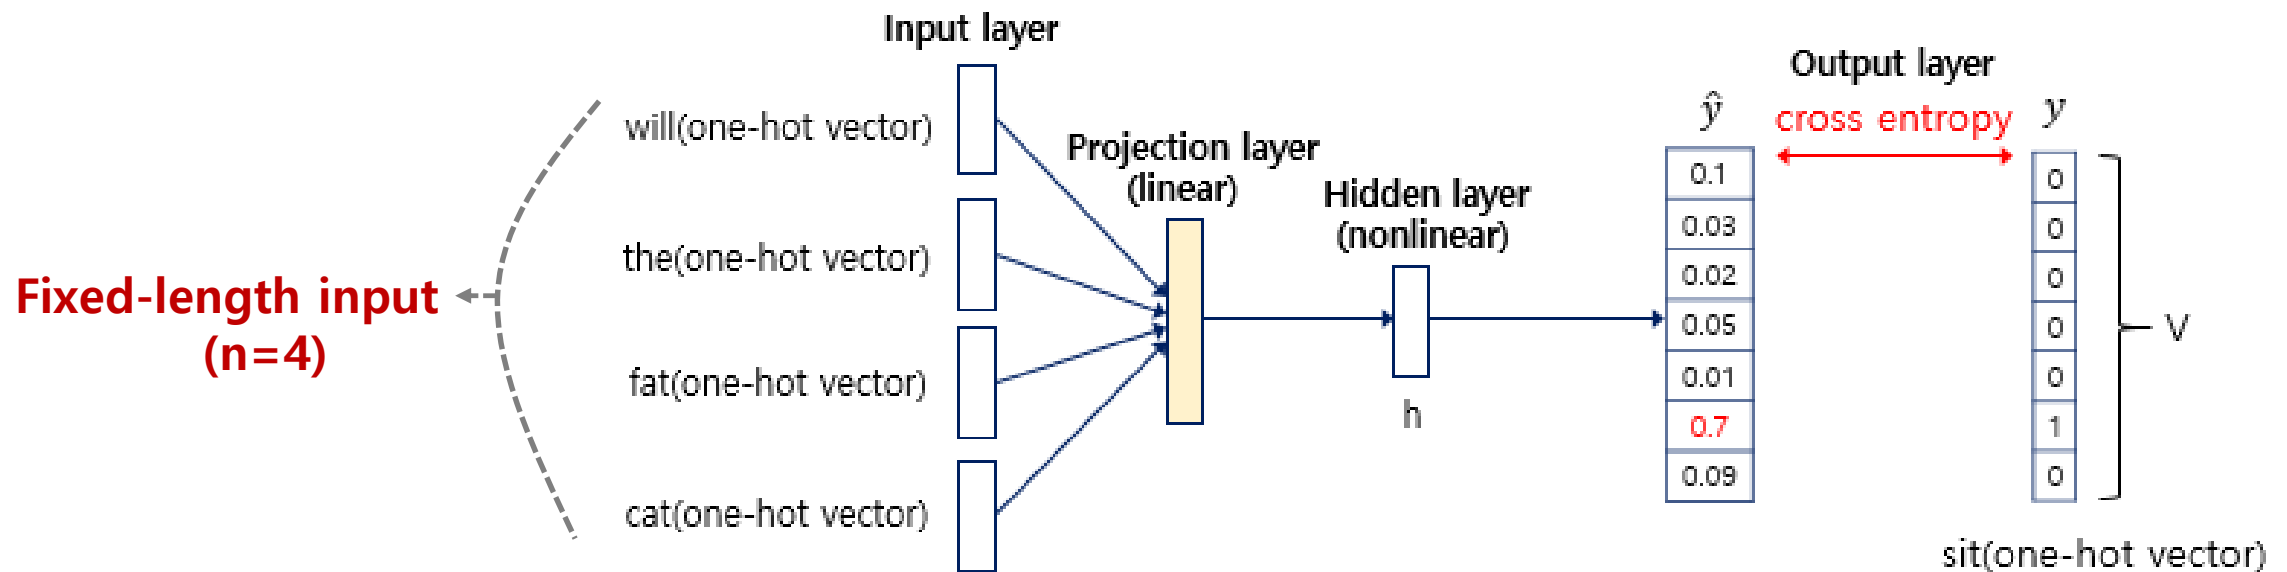 Input layer
Output layer
ŷ
cross entropy
y
will(one-hot vector)
Projection layer
(linear)
Hidden layer
(nonlinear)
the(one-hot vector)
Fixed-length input
(n=4)
fat(one-hot vector)
cat(one-hot vector)
h
0.1
0.03
0.02
0.05
0.01
0.7
0.09
0
0
0
0
0
1
0
V
sit(one-hot vector)